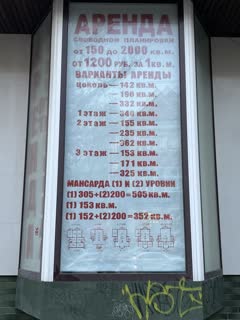 АРЕНДА
СВОБОДНОЙ ПЛАНИРОВКИ
от 150 до 2000 кв.м.
от 1200 РУБ. ЗА 1 кв.м.
ВАРИАНТЫ АРЕНДЫ
цоколь — 142 кв.м.
— 190 кв.м.
— 332 кв.м.
1 этаж — 340 кв.м.
2 этаж — 155 кв.м.
235 кв.м.
— 362 кв.м.
3 этаж — 153 кв.м.
— 171 кв.м.
— 325 кв.м.
МАНСАРДА (1) И (2) УРОВНИ
(1) 305+(2)200= 505 кв.м.
(1) 153 кв.м.
(1) 152+(2)200=352 кв.м.